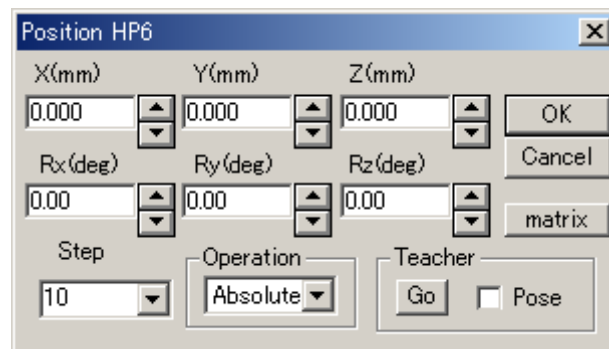 Position HP6
X(mm) Y(mm) Z(mm)
0.000 0.000 0.000 OK
Rx(deg) Ry(deg) Rz(deg) Cancel
0.00 0.00 0.00 matrix
Step Operation Teacher
10 Absolute Go Pose